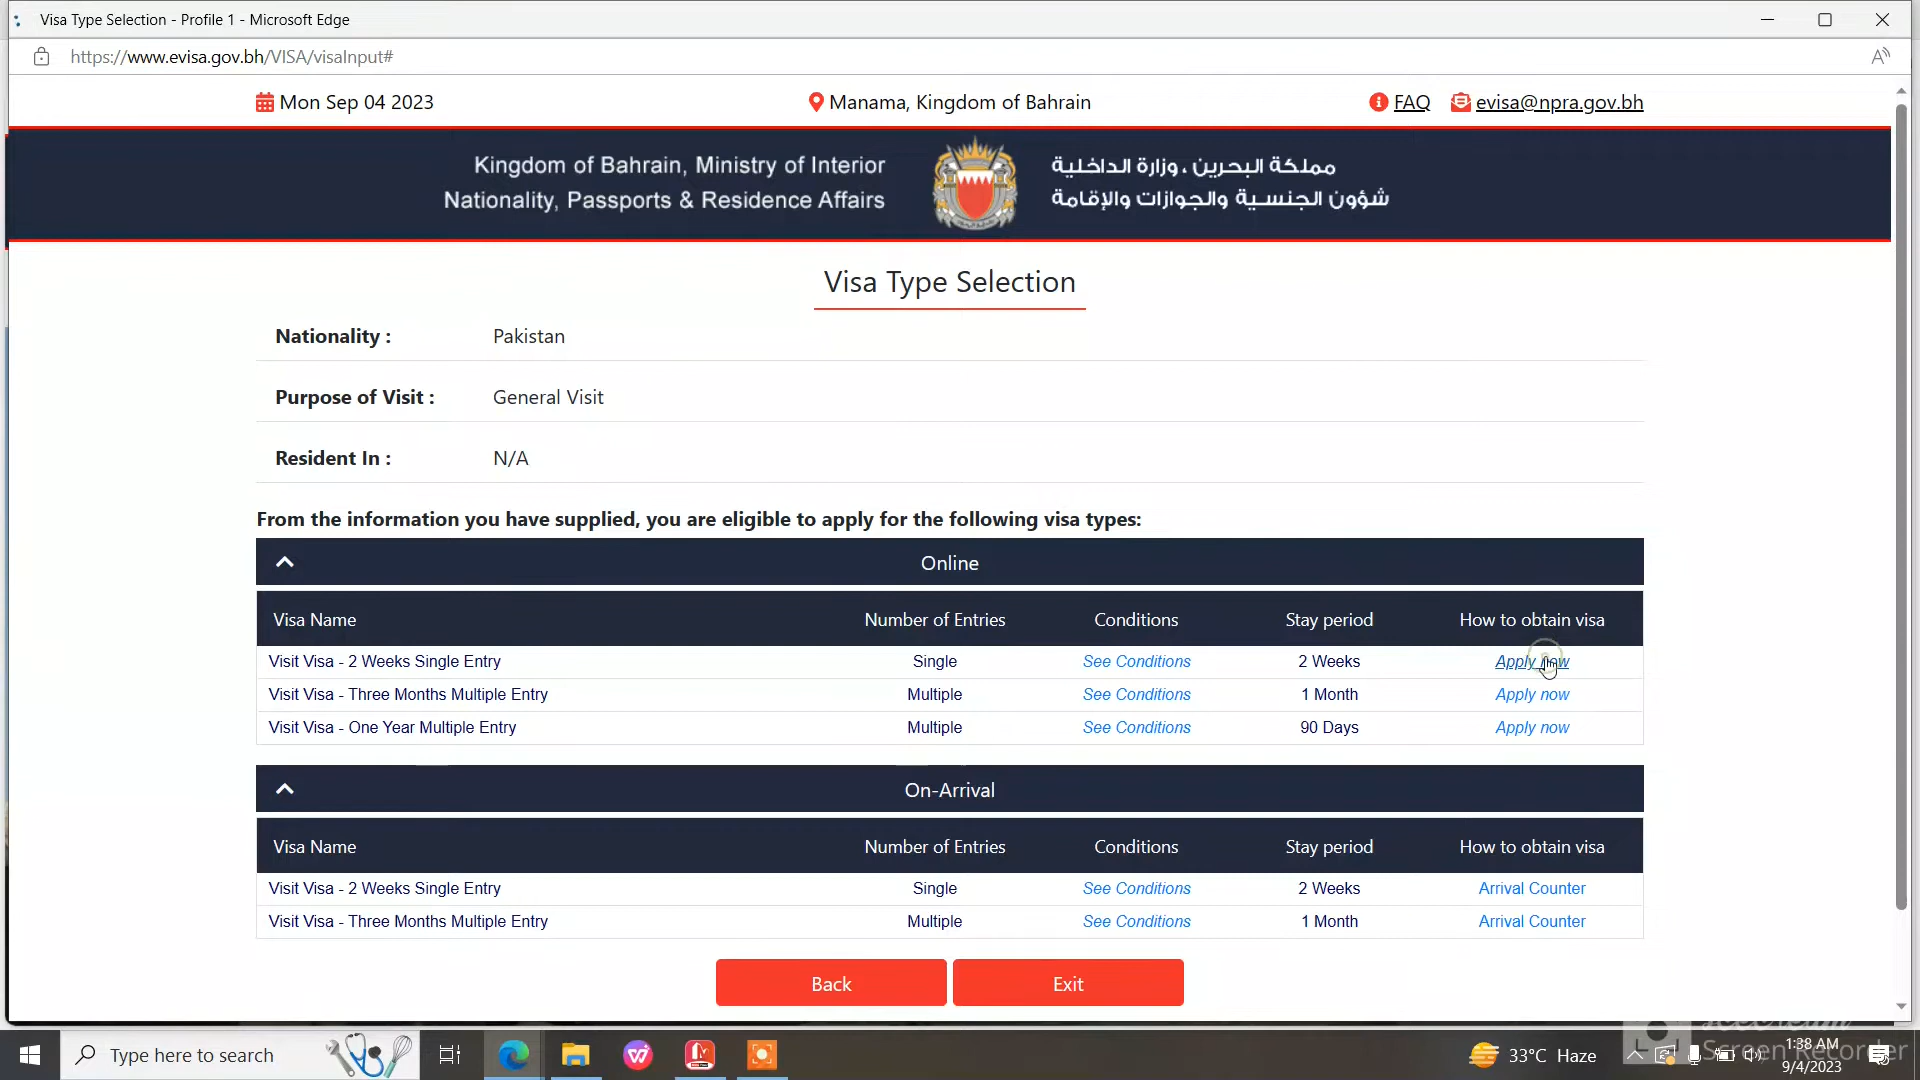 Visa Type Selection - Profile 1 - Microsoft Edge
https://www.evisa.gov.bh/VISA/visaInput#
Mon Sep 04 2023
Manama, Kingdom of Bahrain
FAQ
evisa@npra.gov.bh
Kingdom of Bahrain, Ministry of Interior
Nationality, Passports & Residence Affairs
مملكة البحرين ، وزارة الداخلية
شؤون الجنسية والجوازات والإقامة
Visa Type Selection
Nationality : Pakistan
Purpose of Visit : General Visit
Resident In : N/A
From the information you have supplied, you are eligible to apply for the following visa types:
Online
Visa Name Number of Entries Conditions Stay period How to obtain visa
Visit Visa - 2 Weeks Single Entry Single See Conditions 2 Weeks Apply now
Visit Visa - Three Months Multiple Entry Multiple See Conditions 1 Month Apply now
Visit Visa - One Year Multiple Entry Multiple See Conditions 90 Days Apply now
On-Arrival
Visa Name Number of Entries Conditions Stay period How to obtain visa
Visit Visa - 2 Weeks Single Entry Single See Conditions 2 Weeks Arrival Counter
Visit Visa - Three Months Multiple Entry Multiple See Conditions 1 Month Arrival Counter
Back Exit
Type here to search
33°C Haze
Screen Recorder
1:38 AM
9/4/2023